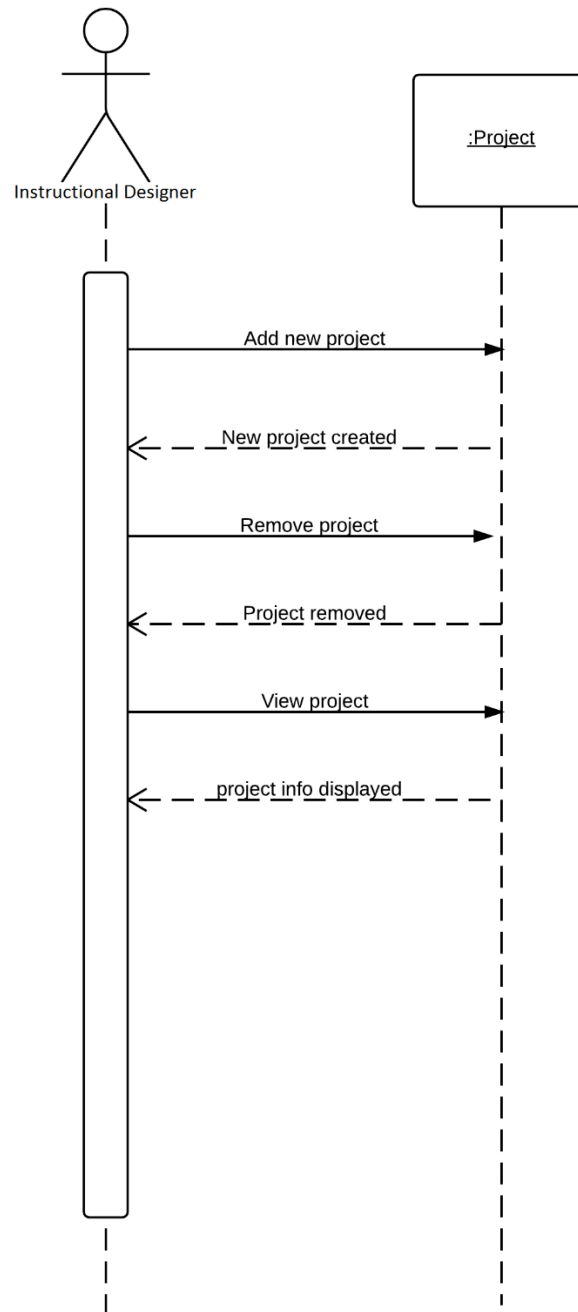 Instructional Designer
:Project
Add new project
New project created
Remove project
Project removed
View project
project info displayed